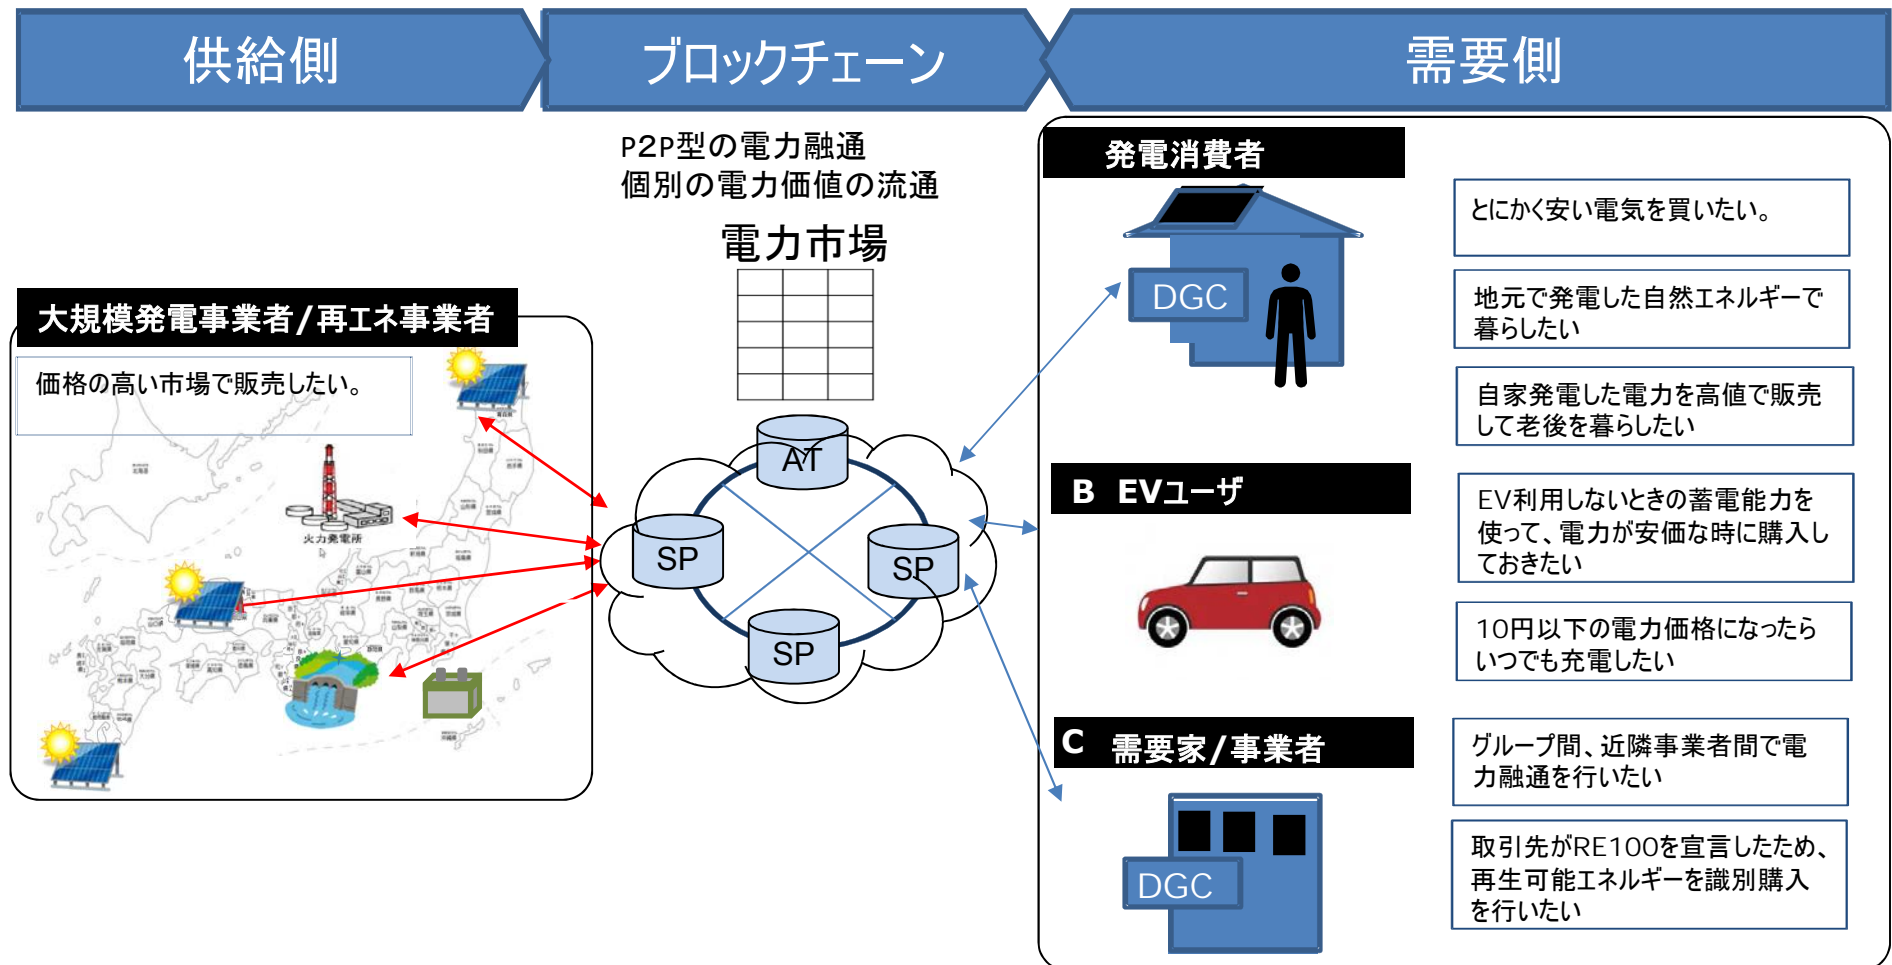 供給側
ブロックチェーン
需要側
P2P型の電力融通
個別の電力価値の流通
電力市場
大規模発電事業者/再エネ事業者
価格の高い市場で販売したい。
火力発電所
AT
SP
SP
SP
発電消費者
DGC
とにかく安い電気を買いたい。
地元で発電した自然エネルギーで
暮らしたい
自家発電した電力を高値で販売
して老後を暮らしたい
B EVユーザ
EV利用しないときの蓄電能力を
使って、電力が安価な時に購入し
ておきたい
10円以下の電力価格になったら
いつでも充電したい
C 需要家/事業者
DGC
グループ間、近隣事業者間で電
力融通を行いたい
取引先がRE100を宣言したため、
再生可能エネルギーを識別購入
を行いたい